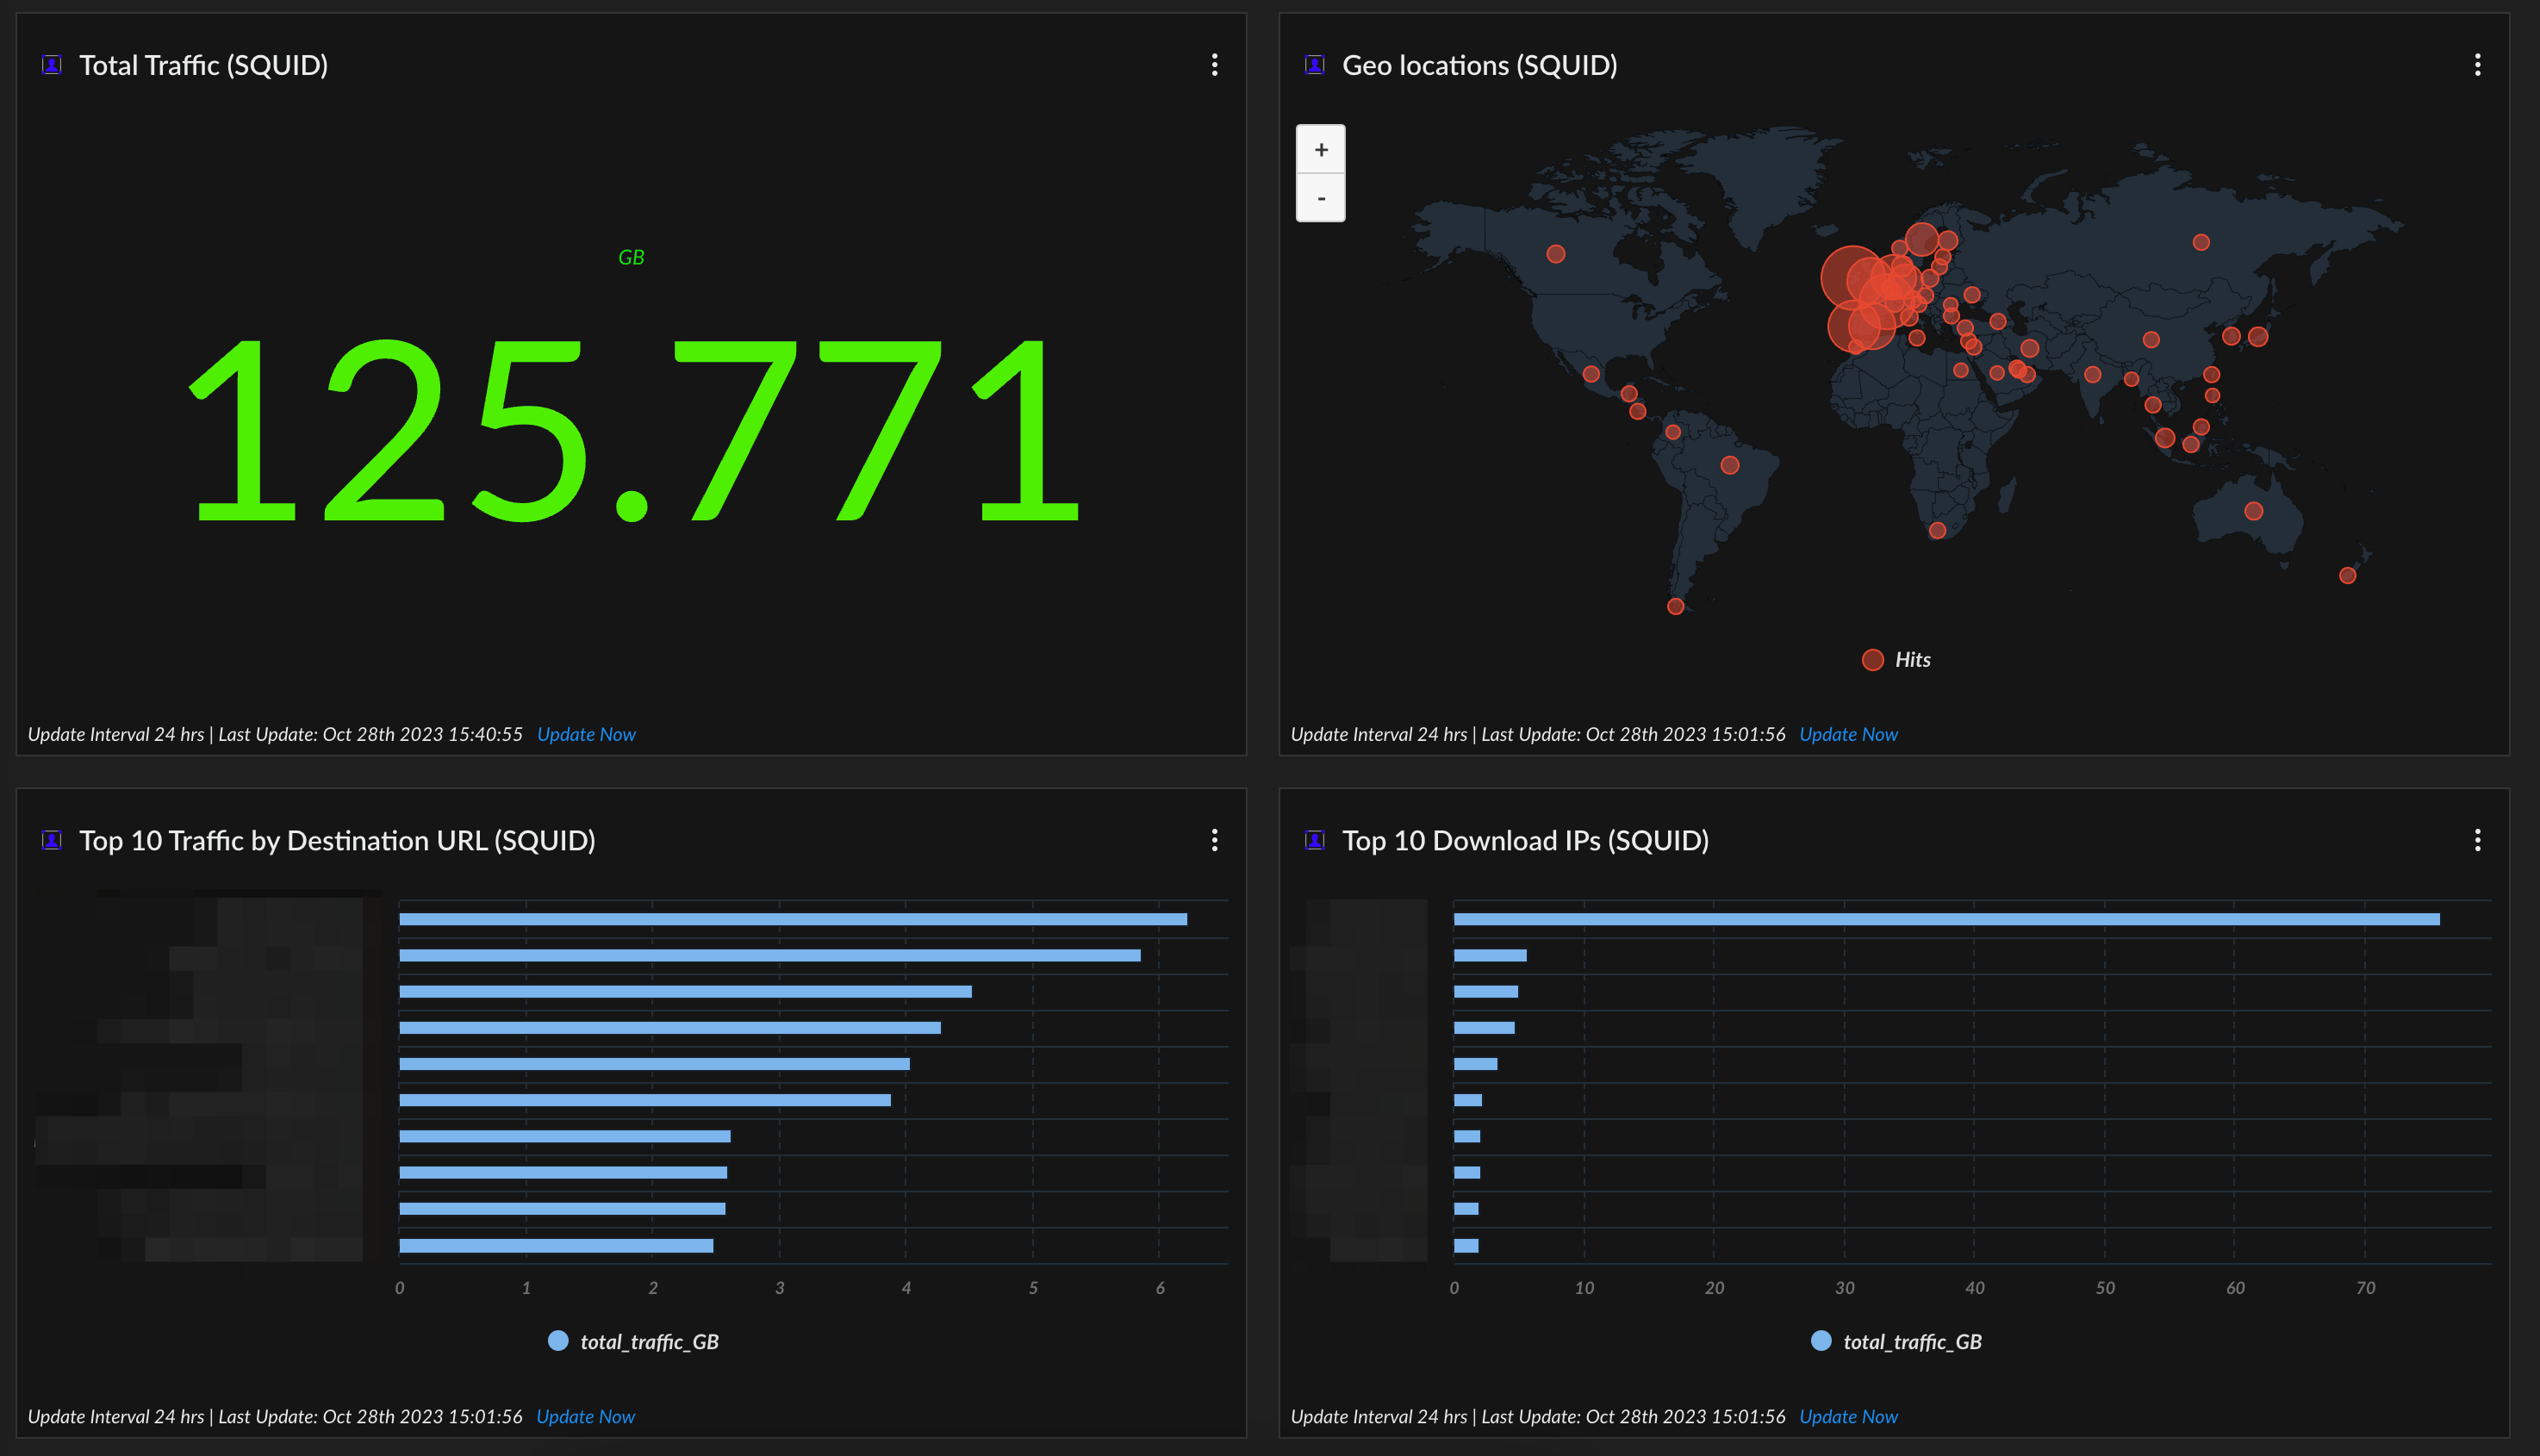 Total Traffic (SQUID)
GB
125.771
Update Interval 24 hrs | Last Update: Oct 28th 2023 15:40:55 Update Now
Geo locations (SQUID)
+
-
Hits
Update Interval 24 hrs | Last Update: Oct 28th 2023 15:01:56 Update Now
Top 10 Traffic by Destination URL (SQUID)
0 1 2 3 4 5 6
total_traffic_GB
Update Interval 24 hrs | Last Update: Oct 28th 2023 15:01:56 Update Now
Top 10 Download IPs (SQUID)
0 10 20 30 40 50 60 70
total_traffic_GB
Update Interval 24 hrs | Last Update: Oct 28th 2023 15:01:56 Update Now